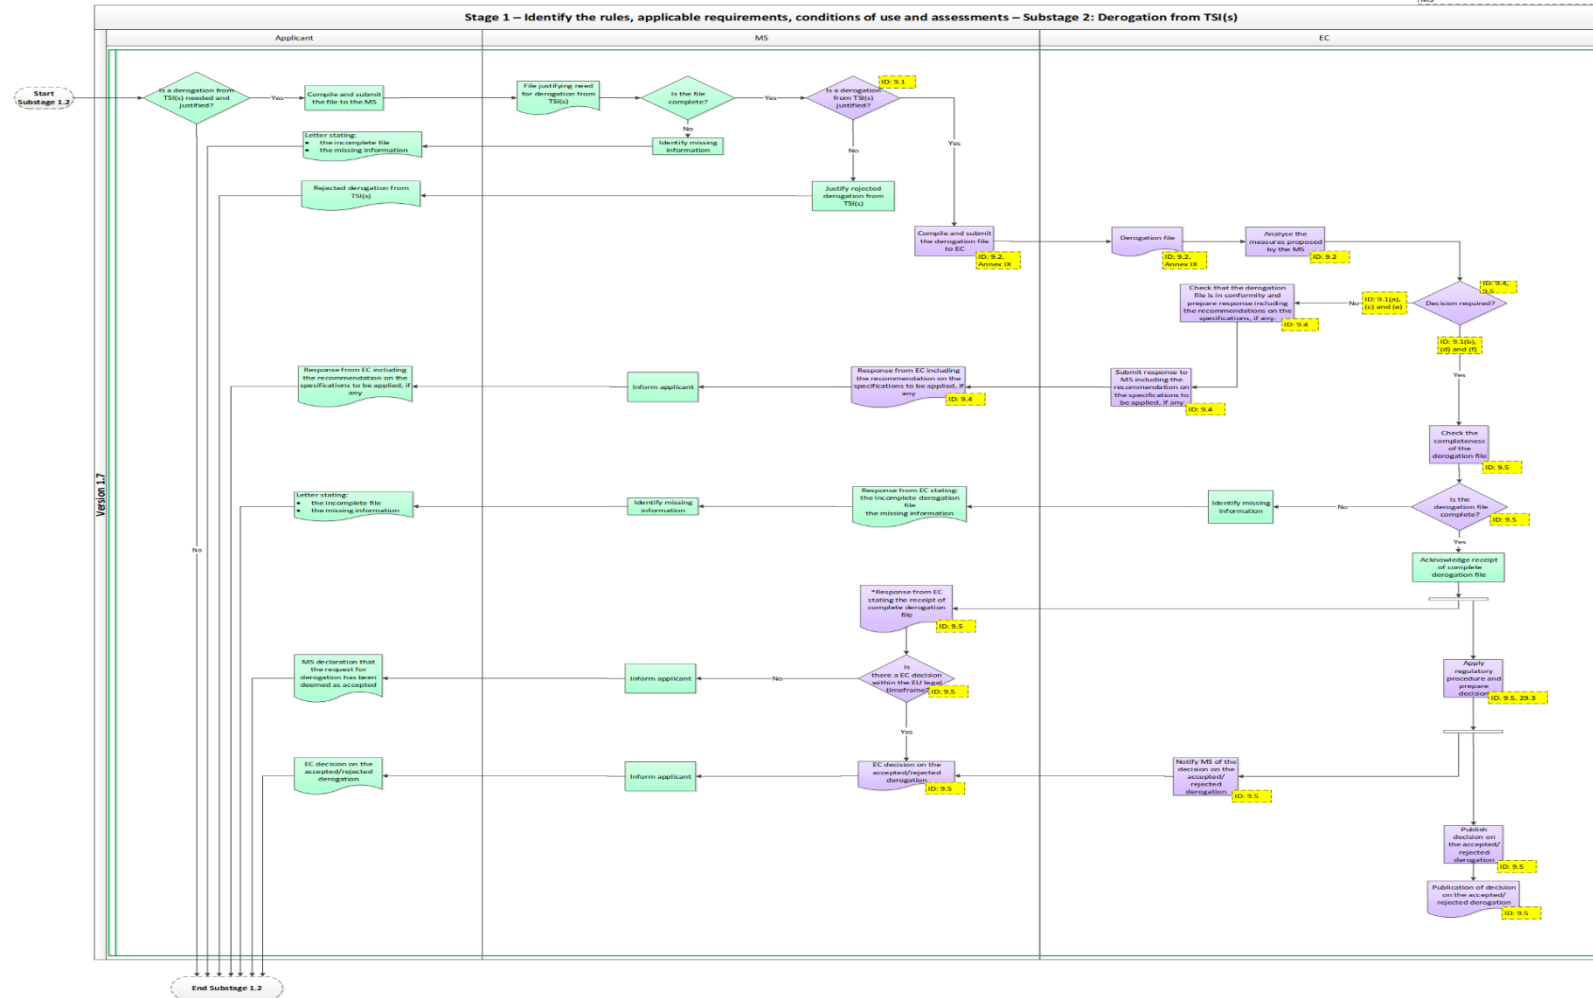 Stage 1 – Identify the rules, applicable requirements, conditions of use and assessments – Substage 2: Derogation from TSI(s)
Applicant
MS
EC
Version 1.7
Start
Substage 1.2
Is a derogation from
TSI(s) needed and
justified?
Yes
Compile and submit
the file to the MS
File justifying need
for derogation from
TSI(s)
Is the file
complete?
Yes
Is a derogation
from TSI(s)
justified?
ID: 9.1
No
Identify missing
information
Letter stating:
• the incomplete file
• the missing information
No
Yes
Justify rejected
derogation from
TSI(s)
Rejected derogation from
TSI(s)
Compile and submit
the derogation file
to EC
ID: 9.2,
Annex IX
Derogation file
ID: 9.2,
Annex IX
Analyse the
measures proposed
by the MS
ID: 9.2
Decision required?
ID: 9.4,
9.5
No
ID: 9.1(a),
(c) and (e)
Check that the derogation
file is in conformity and
prepare response including
the recommendations on the
specifications, if any.
ID: 9.4
ID: 9.1(b),
(d) and (f)
Yes
Submit response to
MS including the
recommendation on
the specifications to
be applied, if any
ID: 9.4
Response from EC including
the recommendation on the
specifications to be applied, if
any
ID: 9.4
Inform applicant
Response from EC including
the recommendation on the
specifications to be applied, if
any
Check the
completeness
of the
derogation file
ID: 9.5
Is the
derogation file
complete?
ID: 9.5
No
Identify missing
information
Response from EC stating:
the incomplete derogation
file
the missing information
Identify missing
information
Letter stating:
• the incomplete file
• the missing information
No
Yes
Acknowledge receipt
of complete
derogation file
*Response from EC
stating the receipt of
complete derogation
file
ID: 9.5
Is
there a EC decision
within the EU legal
timeframe?
ID: 9.5
No
Inform applicant
MS declaration that
the request for
derogation has been
deemed as accepted
Apply
regulatory
procedure and
prepare
decision
ID: 9.5, 29.3
Yes
EC decision on the
accepted/rejected
derogation
ID: 9.5
Inform applicant
EC decision on the
accepted/rejected
derogation
Notify MS of the
decision on the
accepted/
rejected
derogation
ID: 9.5
Publish
decision on
the accepted/
rejected
derogation
ID: 9.5
Publication of decision
on the accepted/
rejected derogation
ID: 9.5
End Substage 1.2